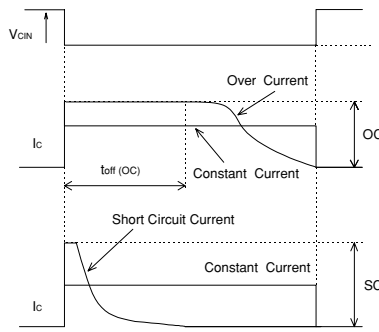 VCIN
Over Current
IC
OC
toff (OC)
Constant Current
Short Circuit Current
Constant Current
SC
IC